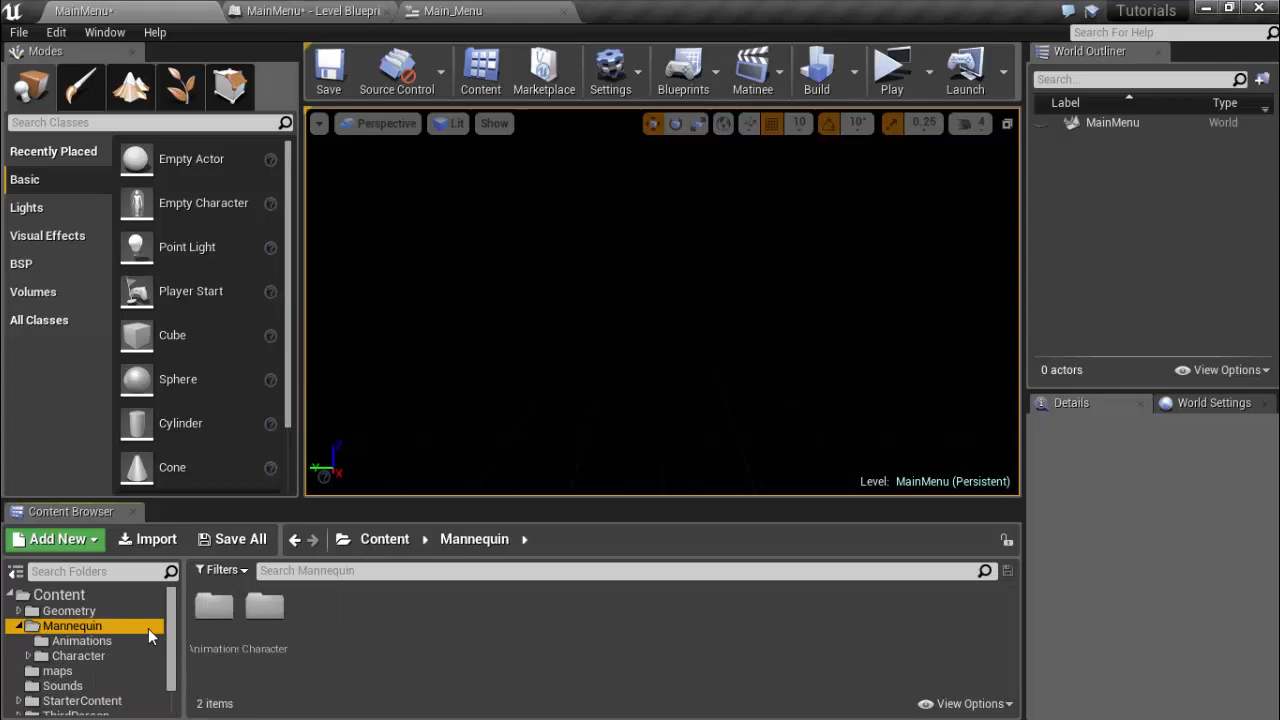 MainMenu*
MainMenu* - Level Bluepri
Main_Menu
Tutorials
File Edit Window Help
Search For Help
Modes
Save
Source Control
Content
Marketplace
Settings
Blueprints
Matinee
Build
Play
Launch
World Outliner
Search...
Label Type
MainMenu World
0 actors
View Options
Search Classes
Recently Placed
Basic
Lights
Visual Effects
BSP
Volumes
All Classes
Empty Actor
Empty Character
Point Light
Player Start
Cube
Sphere
Cylinder
Cone
Perspective
Lit
Show
10
10°
0.25
4
Z
Y
X
Level: MainMenu (Persistent)
Details
World Settings
Content Browser
Add New
Import
Save All
Content
Mannequin
Search Folders
Filters
Search Mannequin
Content
Geometry
Mannequin
Animations
Character
maps
Sounds
StarterContent
ThirdPerson
Animations
Character
2 items
View Options